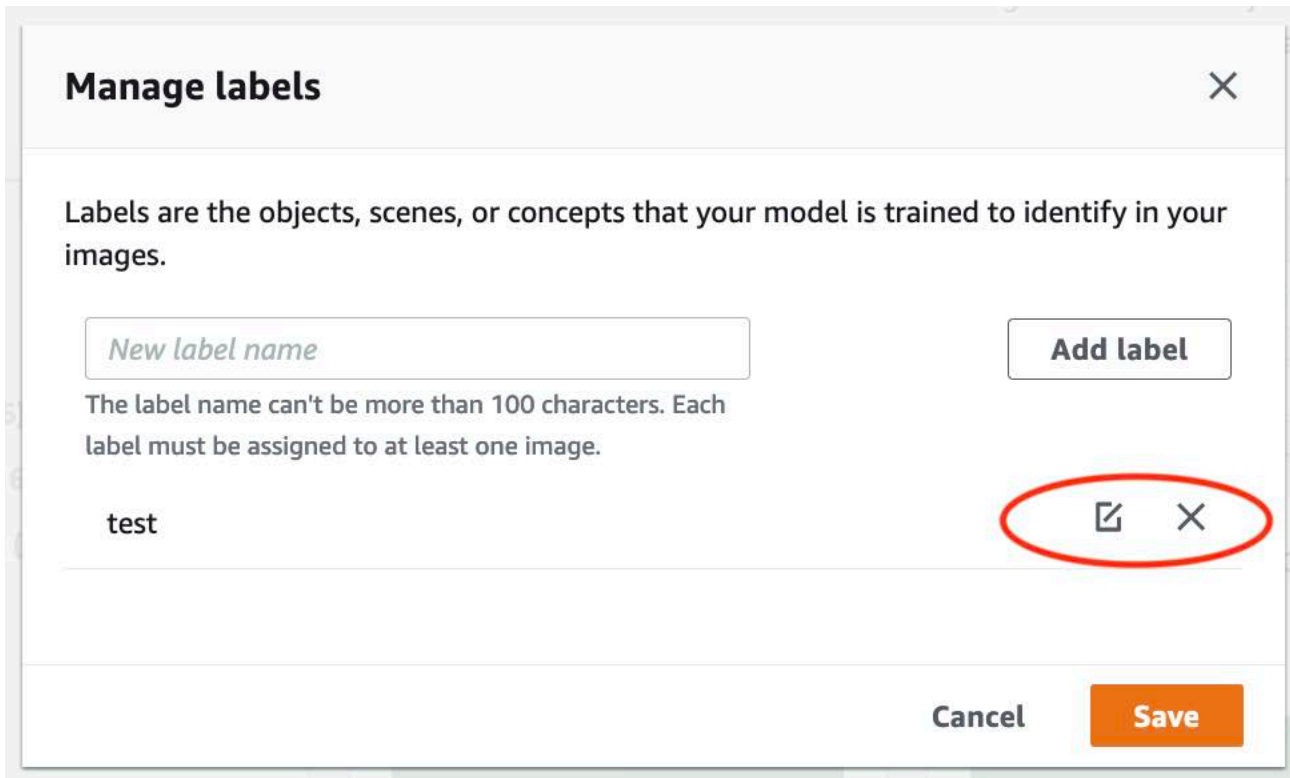 Manage labels
Labels are the objects, scenes, or concepts that your model is trained to identify in your
images.
New label name
Add label
The label name can't be more than 100 characters. Each
label must be assigned to at least one image.
test
Cancel
Save